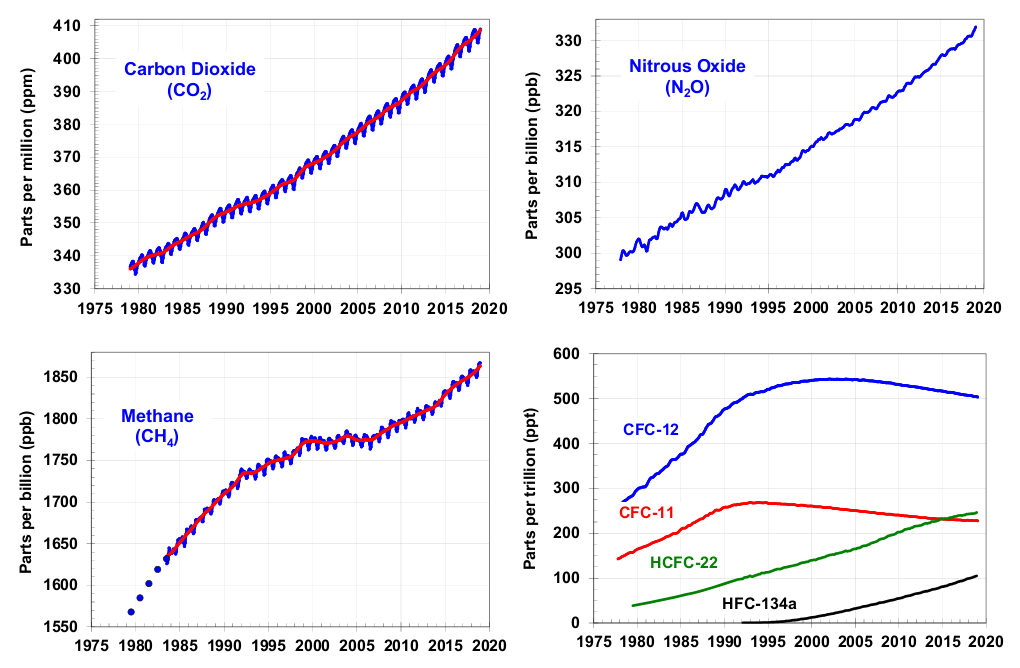 Parts per million (ppm)
410
400
390
380
370
360
350
340
330
Carbon Dioxide
(CO₂)
1975 1980 1985 1990 1995 2000 2005 2010 2015 2020
Parts per billion (ppb)
330
325
320
315
310
305
300
295
Nitrous Oxide
(N₂O)
1975 1980 1985 1990 1995 2000 2005 2010 2015 2020
Parts per billion (ppb)
1850
1800
1750
1700
1650
1600
1550
Methane
(CH₄)
1975 1980 1985 1990 1995 2000 2005 2010 2015 2020
Parts per trillion (ppt)
600
500
400
300
200
100
0
CFC-12
CFC-11
HCFC-22
HFC-134a
1975 1980 1985 1990 1995 2000 2005 2010 2015 2020